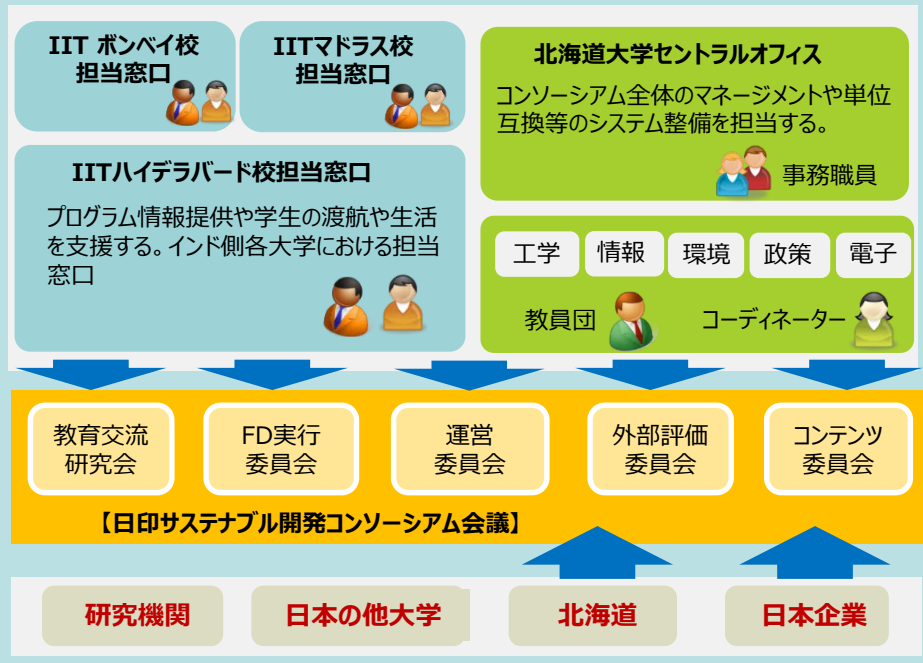 IIT ボンベイ校
担当窓口
IITマドラス校
担当窓口
北海道大学セントラルオフィス
コンソーシアム全体のマネージメントや単位
互換等のシステム整備を担当する。
事務職員
IITハイデラバード校担当窓口
プログラム情報提供や学生の渡航や生活
を支援する。インド側各大学における担当
窓口
工学
情報
環境
政策
電子
教員団
コーディネーター
教育交流
研究会
FD実行
委員会
運営
委員会
外部評価
委員会
コンテンツ
委員会
【日印サステナブル開発コンソーシアム会議】
研究機関
日本の他大学
北海道
日本企業